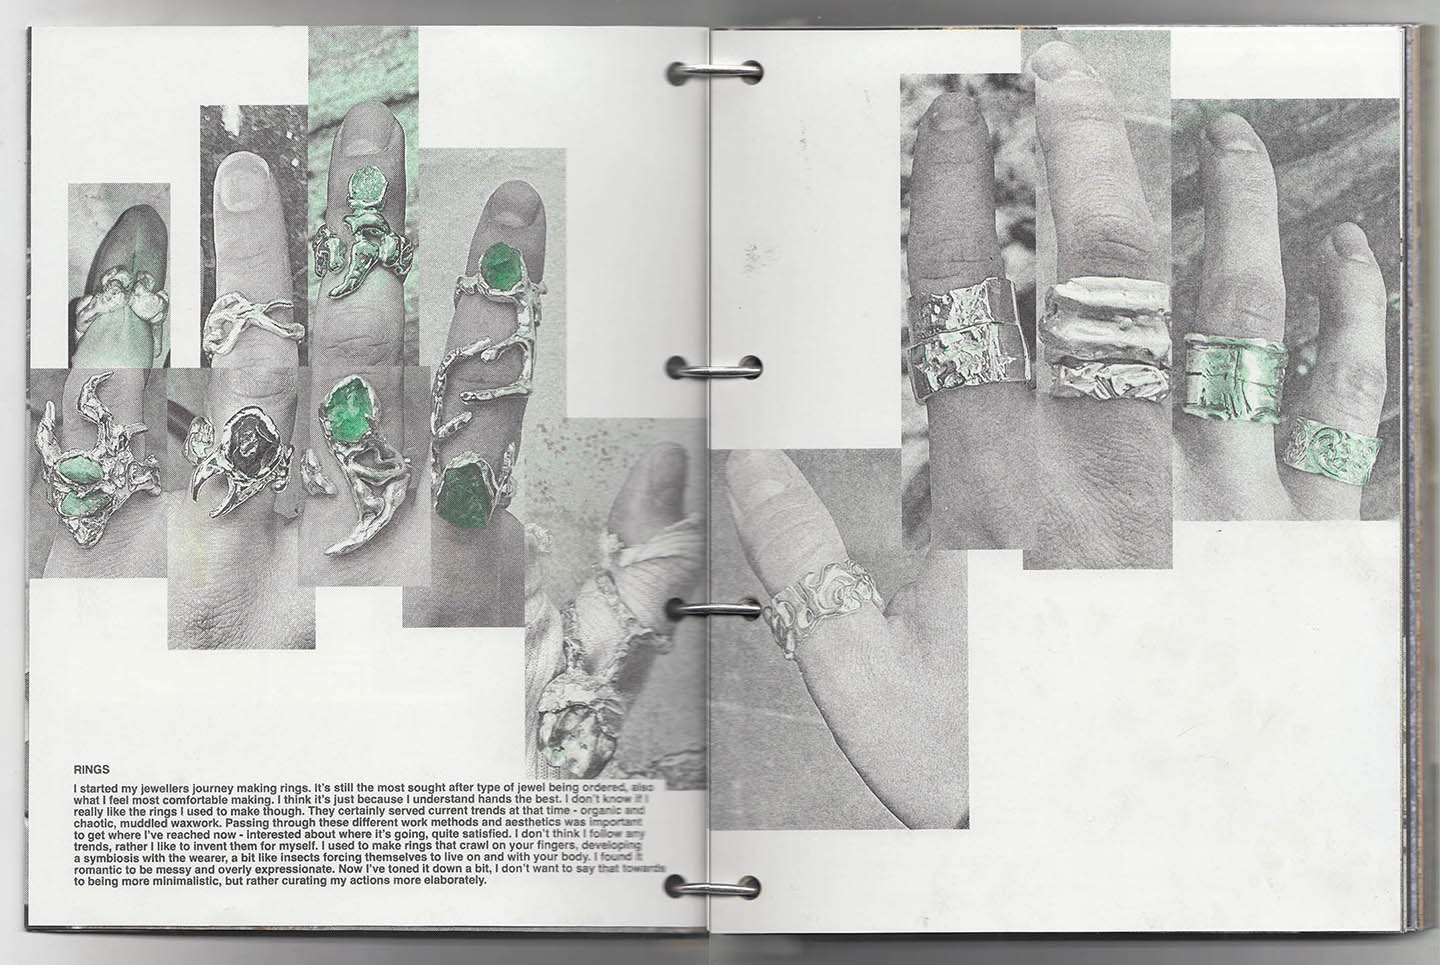 RINGS
I started my jewellers journey making rings. It's still the most sought after type of jewel being ordered, also
what I feel most comfortable making. I think it's just because I understand hands the best. I don't know if I
really like the rings I used to make though. They certainly served current trends at that time - organic and
chaotic, muddled waxwork. Passing through these different work methods and aesthetics was important
to get where I've reached now - interested about where it's going, quite satisfied. I don't think I follow any
trends, rather I like to invent them for myself. I used to make rings that crawl on your fingers, developing
a symbiosis with the wearer, a bit like insects forcing themselves to live on and with your body. I found it
romantic to be messy and overly expressionate. Now I've toned it down a bit, I don't want to say that towards
to being more minimalistic, but rather curating my actions more elaborately.